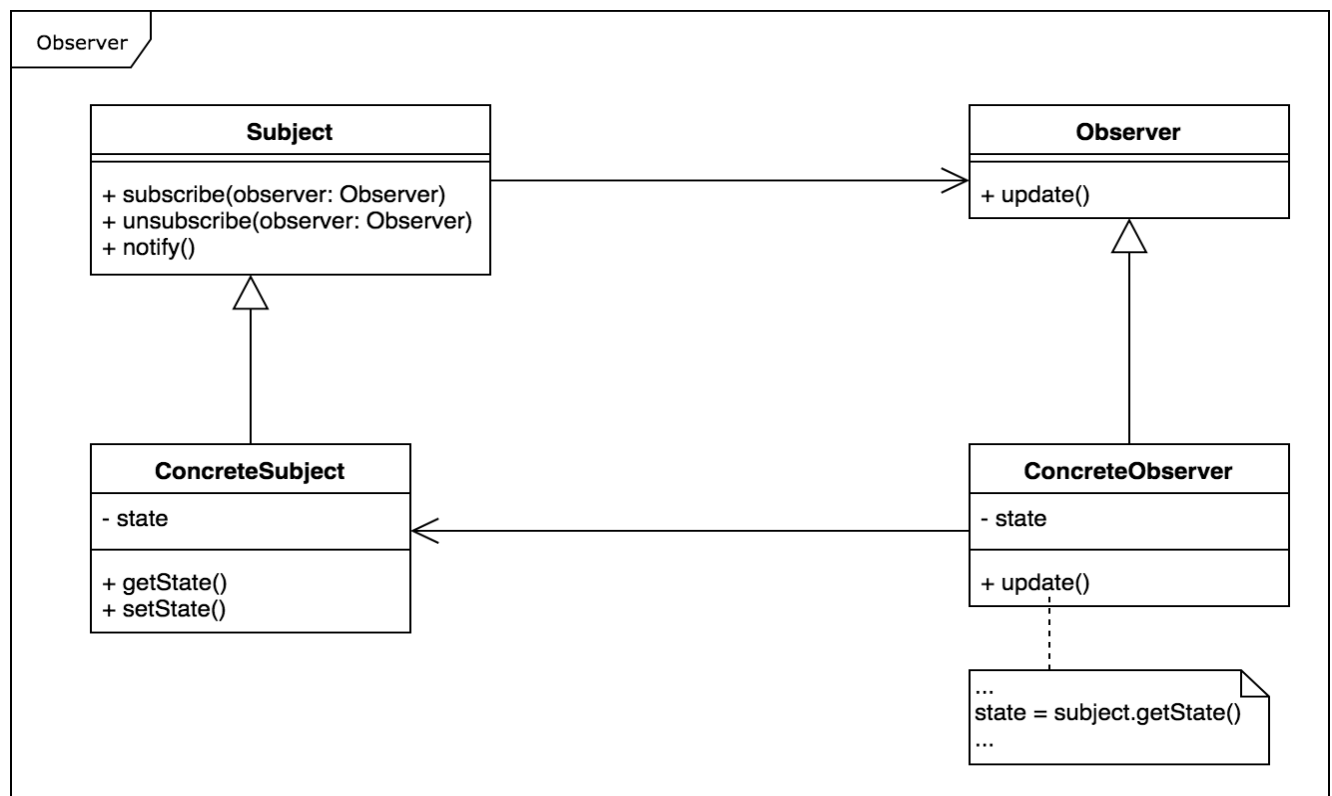 Observer
Subject
+ subscribe(observer: Observer)
+ unsubscribe(observer: Observer)
+ notify()
Observer
+ update()
ConcreteSubject
- state
+ getState()
+ setState()
ConcreteObserver
- state
+ update()
...
state = subject.getState()
...